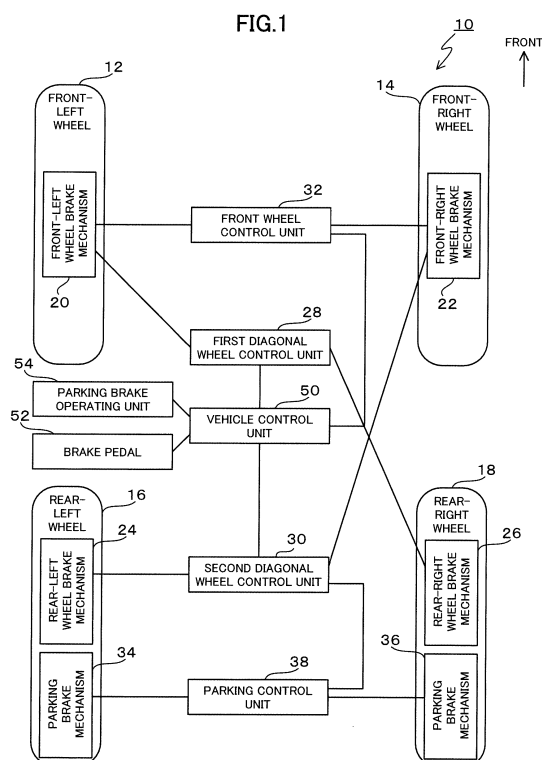 FIG.1
10
FRONT
12
FRONT-
LEFT
WHEEL
14
FRONT-
RIGHT
WHEEL
32
FRONT WHEEL
CONTROL UNIT
FRONT-LEFT
WHEEL BRAKE
MECHANISM
20
FRONT-RIGHT
WHEEL BRAKE
MECHANISM
22
28
FIRST DIAGONAL
WHEEL CONTROL UNIT
54
PARKING BRAKE
OPERATING UNIT
50
VEHICLE CONTROL
UNIT
52
BRAKE PEDAL
16
REAR-
LEFT
WHEEL
18
REAR-
RIGHT
WHEEL
24
REAR-LEFT
WHEEL BRAKE
MECHANISM
30
SECOND DIAGONAL
WHEEL CONTROL UNIT
26
REAR-RIGHT
WHEEL BRAKE
MECHANISM
34
PARKING
BRAKE
MECHANISM
38
PARKING CONTROL
UNIT
36
PARKING
BRAKE
MECHANISM